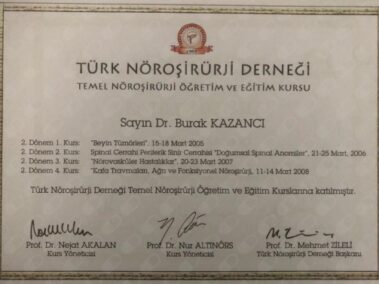 TÜRK NÖROŞİRÜRJİ DERNEĞİ
TEMEL NÖROŞİRÜRJİ ÖĞRETİM VE EĞİTİM KURSU
Sayın Dr. Burak KAZANCI
2. Dönem 1. Kurs: "Beyin Tümörleri", 16-18 Mart 2005
2. Dönem 2. Kurs: Spinal Cerrahi Periferik Sinir Cerrahisi "Doğumsal Spinal Anomiler", 21-25 Mart, 2006
2. Dönem 3. Kurs: "Nörovasküler Hastalıklar", 20-23 Mart 2007
2. Dönem 4. Kurs: "Kafa Travmaları, Ağrı ve Fonksiyonel Nöroşirürji, 11-14 Mart 2008
Türk Nöroşirürji Derneği Temel Nöroşirürji Öğretim ve Eğitim Kurslarına katılmıştır.
Prof. Dr. Nejat AKALAN Prof. Dr. Nur ALTINÖRS Prof. Dr. Mehmet ZİLELİ
Kurs Yöneticisi Kurs Yöneticisi Türk Nöroşirürji Derneği Başkanı